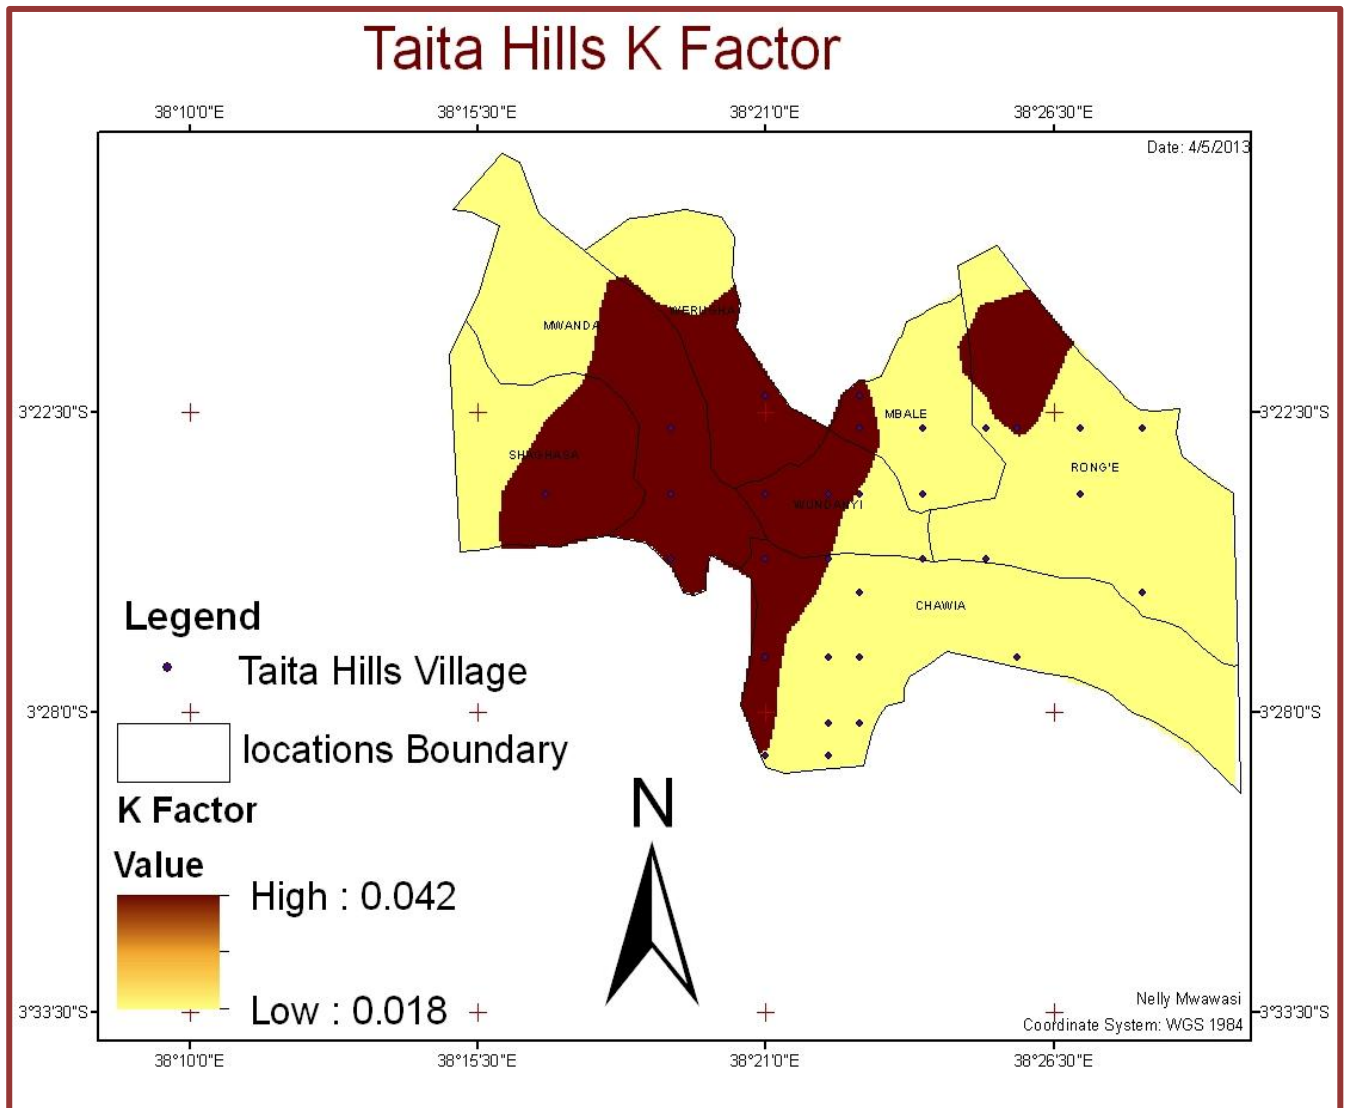 Taita Hills K Factor
38°10'0"E 38°15'30"E 38°21'0"E 38°26'30"E
Date: 4/5/2013
WERUGHA
MWANDA
3°22'30"S 3°22'30"S
MBALE
SHAGHASA
RONG'E
WUNDANYI
CHAWIA
Legend
Taita Hills Village
3°28'0"S 3°28'0"S
locations Boundary
N
K Factor
Value
High : 0.042
Low : 0.018
Nelly Mwawasi
3°33'30"S 3°33'30"S
Coordinate System: WGS 1984
38°10'0"E 38°15'30"E 38°21'0"E 38°26'30"E